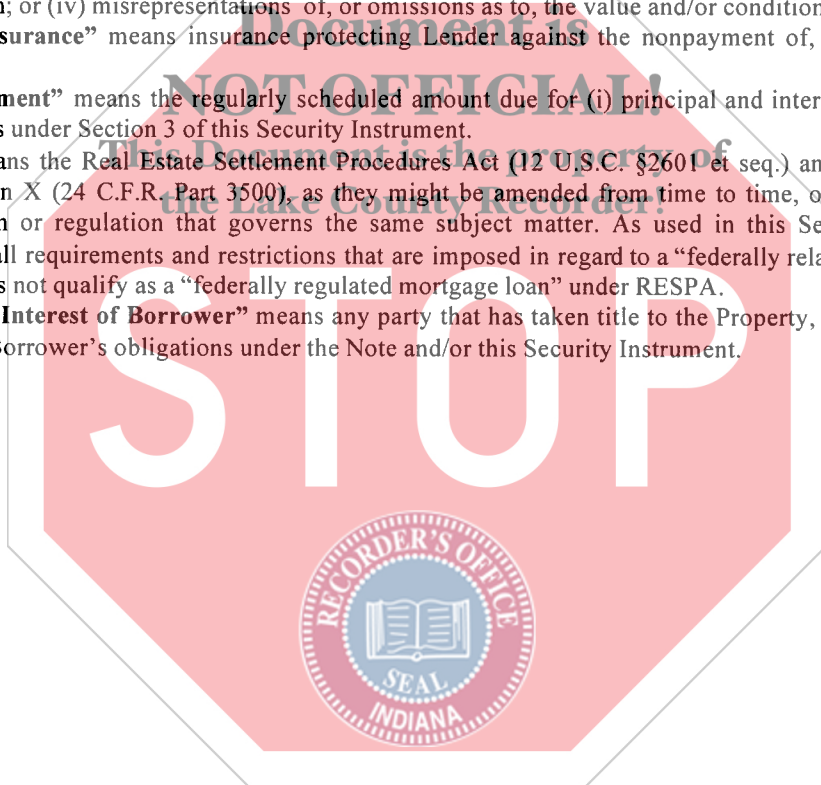 n; or (iv) misrepresentations of, or omissions as to, the value and/or condition
Document is
surance” means insurance protecting Lender against the nonpayment of,
NOT OFFICIAL!
ment” means the regularly scheduled amount due for (i) principal and inter
s under Section 3 of this Security Instrument.
This Document is the property of
ans the Real Estate Settlement Procedures Act (12 U.S.C. §2601 et seq.) an
n X (24 C.F.R. Part 3500), as they might be amended from time to time, o
the Lake County Recorder!
n or regulation that governs the same subject matter. As used in this Se
ll requirements and restrictions that are imposed in regard to a “federally rela
s not qualify as a “federally regulated mortgage loan” under RESPA.
Interest of Borrower” means any party that has taken title to the Property,
Borrower’s obligations under the Note and/or this Security Instrument.
STOP
RECORDER'S OFFICE
SEAL
INDIANA